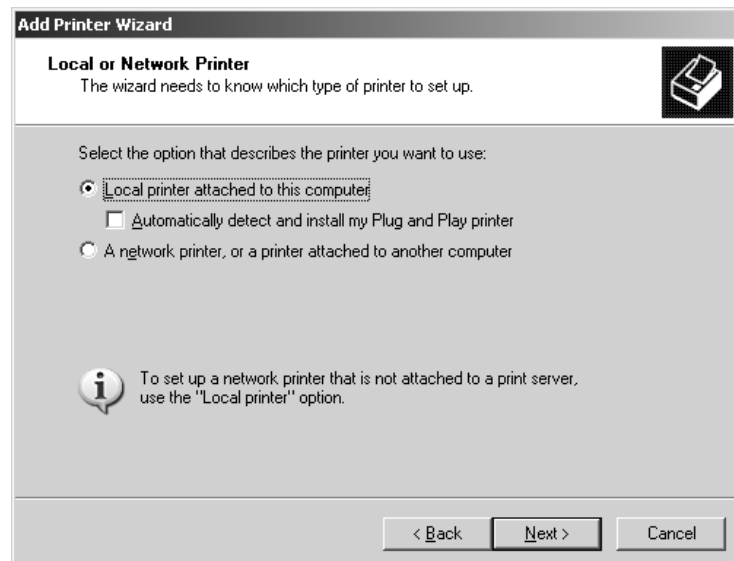 Add Printer Wizard
Local or Network Printer
The wizard needs to know which type of printer to set up.
Select the option that describes the printer you want to use:
Local printer attached to this computer
Automatically detect and install my Plug and Play printer
A network printer, or a printer attached to another computer
To set up a network printer that is not attached to a print server,
use the "Local printer" option.
< Back Next > Cancel